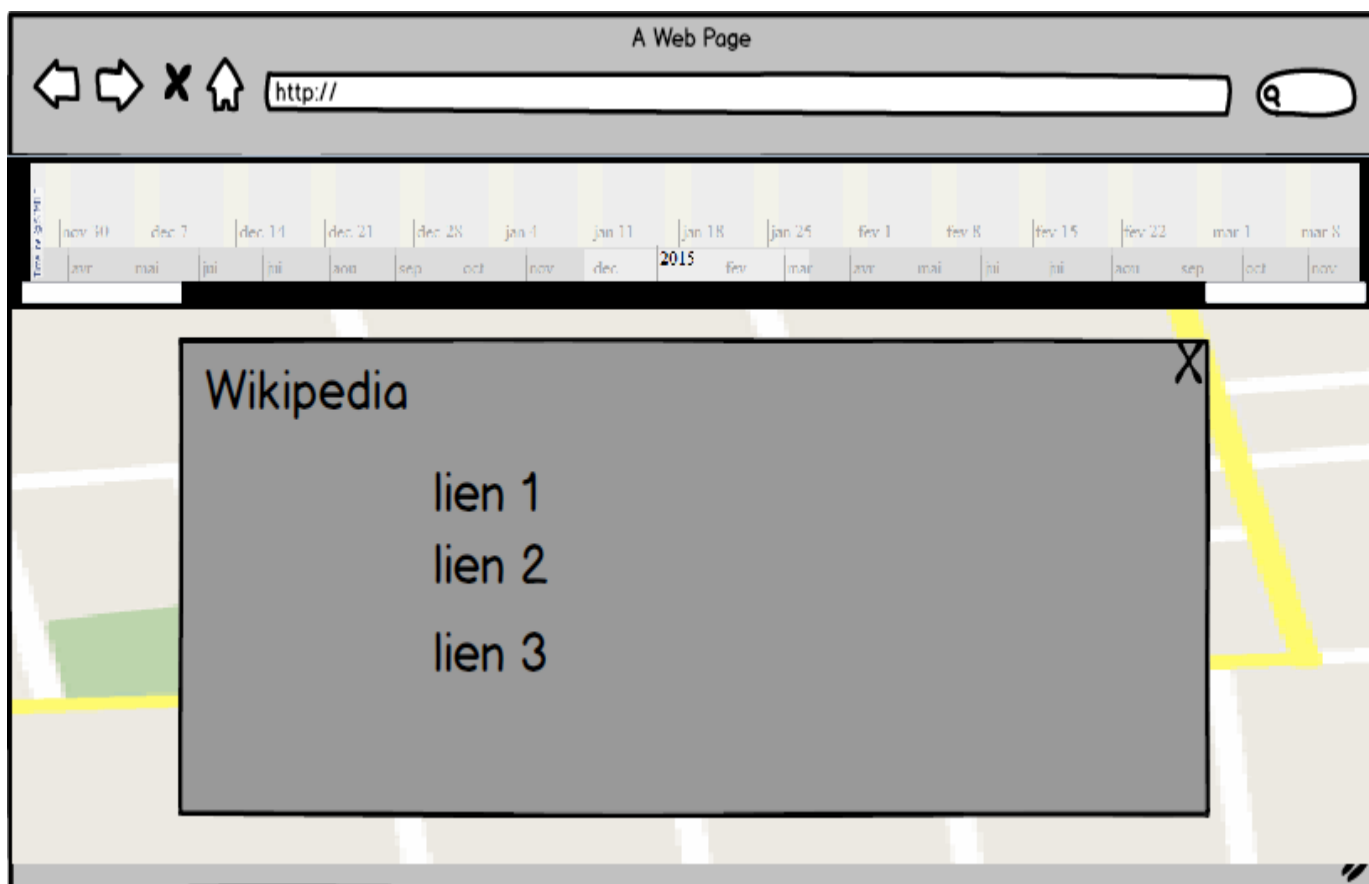 A Web Page
http://
nov 30 dec 7 dec 14 dec 21 dec 28 jan 4 jan 11 jan 18 jan 25 fev 1 fev 8 fev 15 fev 22 mar 1 mar 8
avr mai jui jui aou sep oct nov dec 2015 fev mar avr mai jui jui aou sep oct nov
X
Wikipedia
lien 1
lien 2
lien 3